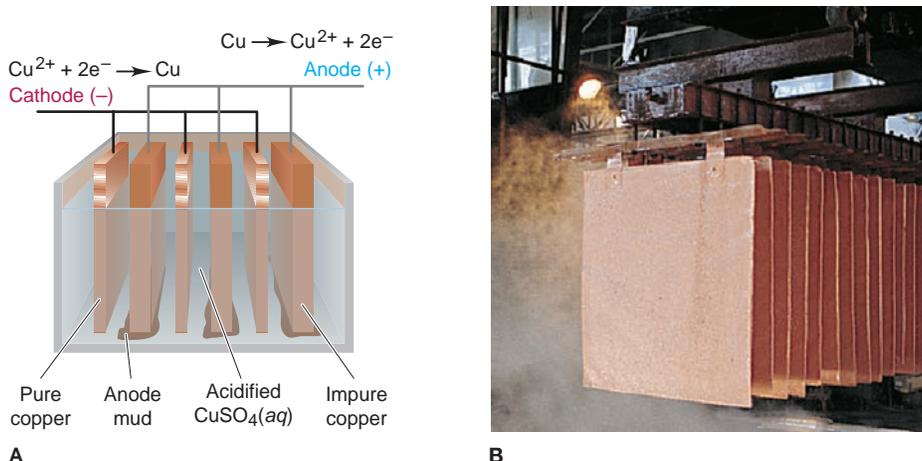 Cu → Cu²⁺ + 2e⁻
Cu²⁺ + 2e⁻ → Cu
Anode (+)
Cathode (–)
Pure
copper
Anode
mud
Acidified
CuSO₄(aq)
Impure
copper
A
B